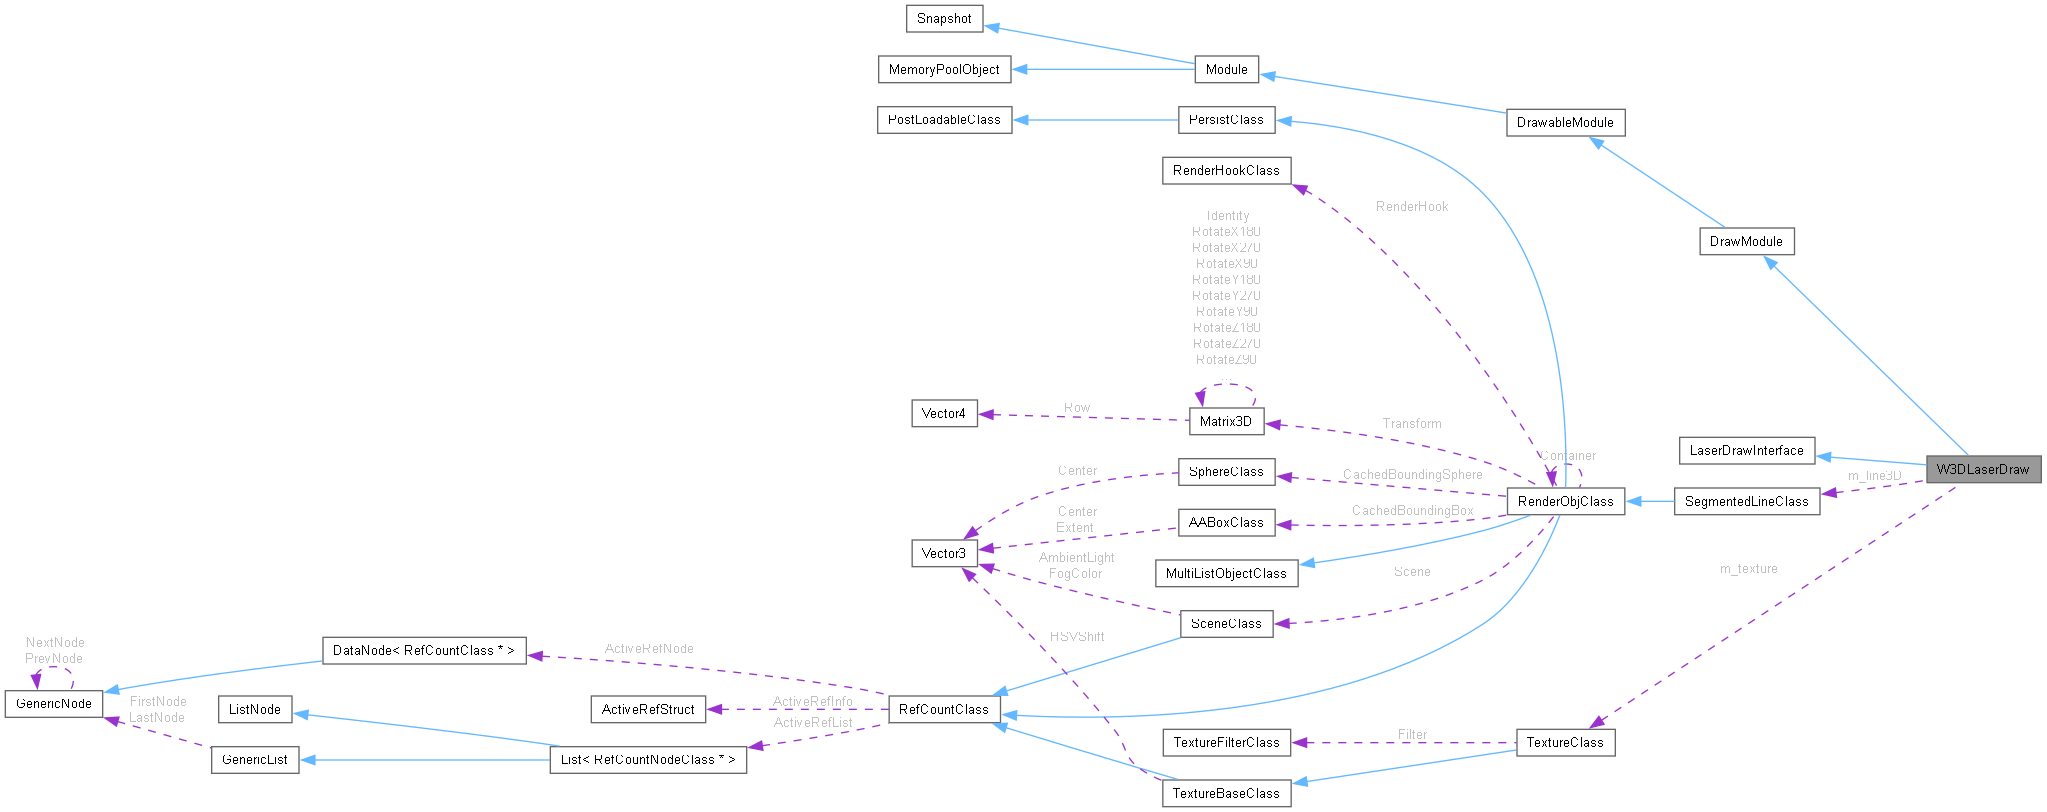 Snapshot
MemoryPoolObject
Module
PostLoadableClass
PersistClass
DrawableModule
RenderHookClass
RenderHook
Identity
RotateX180
RotateX270
RotateX90
RotateY180
RotateY270
RotateY90
RotateZ180
RotateZ270
RotateZ90
...
DrawModule
Vector4
Row
Matrix3D
Transform
Container
LaserDrawInterface
W3DLaserDraw
Center
SphereClass
CachedBoundingSphere
RenderObjClass
SegmentedLineClass
m_line3D
Center
Extent
AABoxClass
CachedBoundingBox
Vector3
AmbientLight
FogColor
MultiListObjectClass
Scene
m_texture
SceneClass
HSVShift
NextNode
PrevNode
DataNode< RefCountClass * >
ActiveRefNode
GenericNode
FirstNode
LastNode
ListNode
ActiveRefStruct
ActiveRefInfo
RefCountClass
ActiveRefList
GenericList
List< RefCountNodeClass * >
TextureFilterClass
Filter
TextureClass
TextureBaseClass